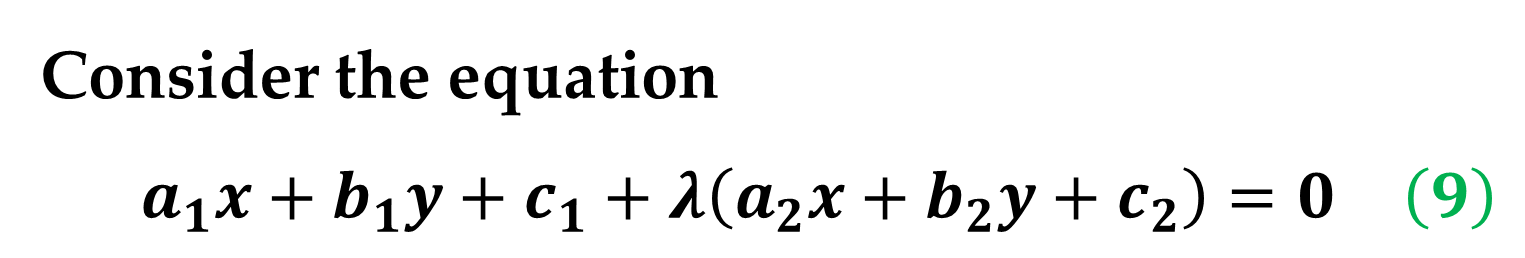 Consider the equation
a₁x + b₁y + c₁ + λ(a₂x + b₂y + c₂) = 0 (9)